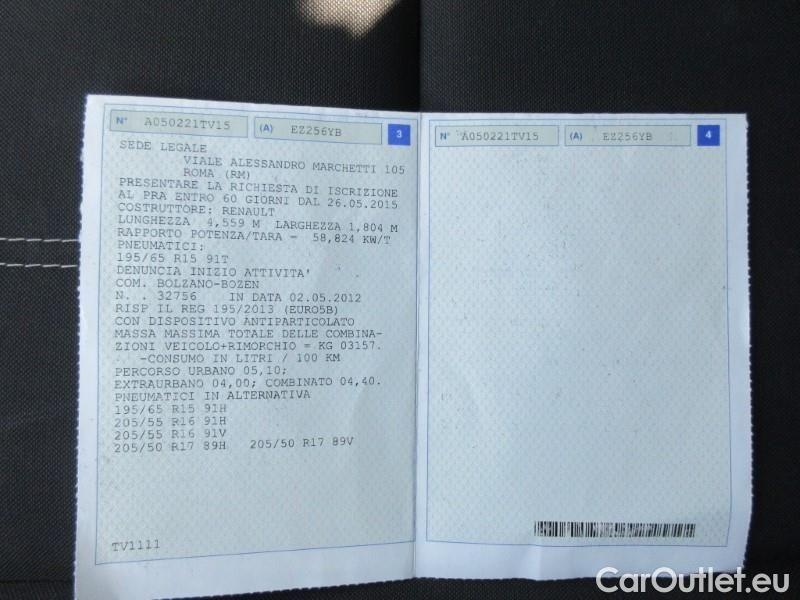 N° A050221TV15 (A) EZ256YB 3
SEDE LEGALE
VIALE ALESSANDRO MARCHETTI 105
ROMA (RM)
PRESENTARE LA RICHIESTA DI ISCRIZIONE
AL PRA ENTRO 60 GIORNI DAL 26.05.2015
COSTRUTTORE: RENAULT
LUNGHEZZA 4,559 M LARGHEZZA 1,804 M
RAPPORTO POTENZA/TARA = 58,824 KW/T
PNEUMATICI:
195/65 R15 91T
DENUNCIA INIZIO ATTIVITA'
COM. BOLZANO-BOZEN
N. . 32756 IN DATA 02.05.2012
RISP IL REG 195/2013 (EURO5B)
CON DISPOSITIVO ANTIPARTICOLATO
MASSA MASSIMA TOTALE DELLE COMBINA-
ZIONI VEICOLO+RIMORCHIO = KG 03157.
-CONSUMO IN LITRI / 100 KM
PERCORSO URBANO 05,10;
EXTRAURBANO 04,00; COMBINATO 04,40.
PNEUMATICI IN ALTERNATIVA
195/65 R15 91H
205/55 R16 91H
205/55 R16 91V
205/50 R17 89H 205/50 R17 89V
TV1111
N° A050221TV15 (A) EZ256YB 4
CarOutlet.eu